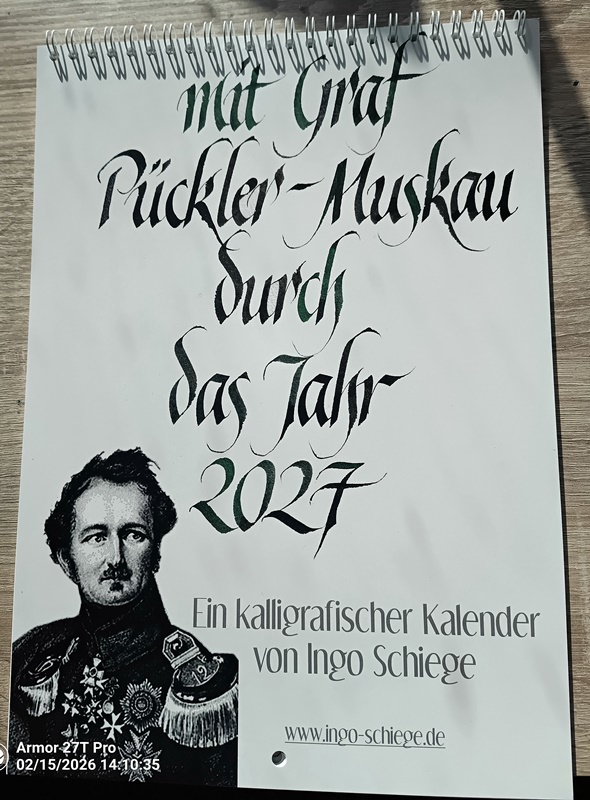 mit Graf
Pückler-Muskau
durch
das Jahr
2027
Ein kalligrafischer Kalender
von Ingo Schiege
www.ingo-schiege.de
Armor 27T Pro
02/15/2026 14:10:35